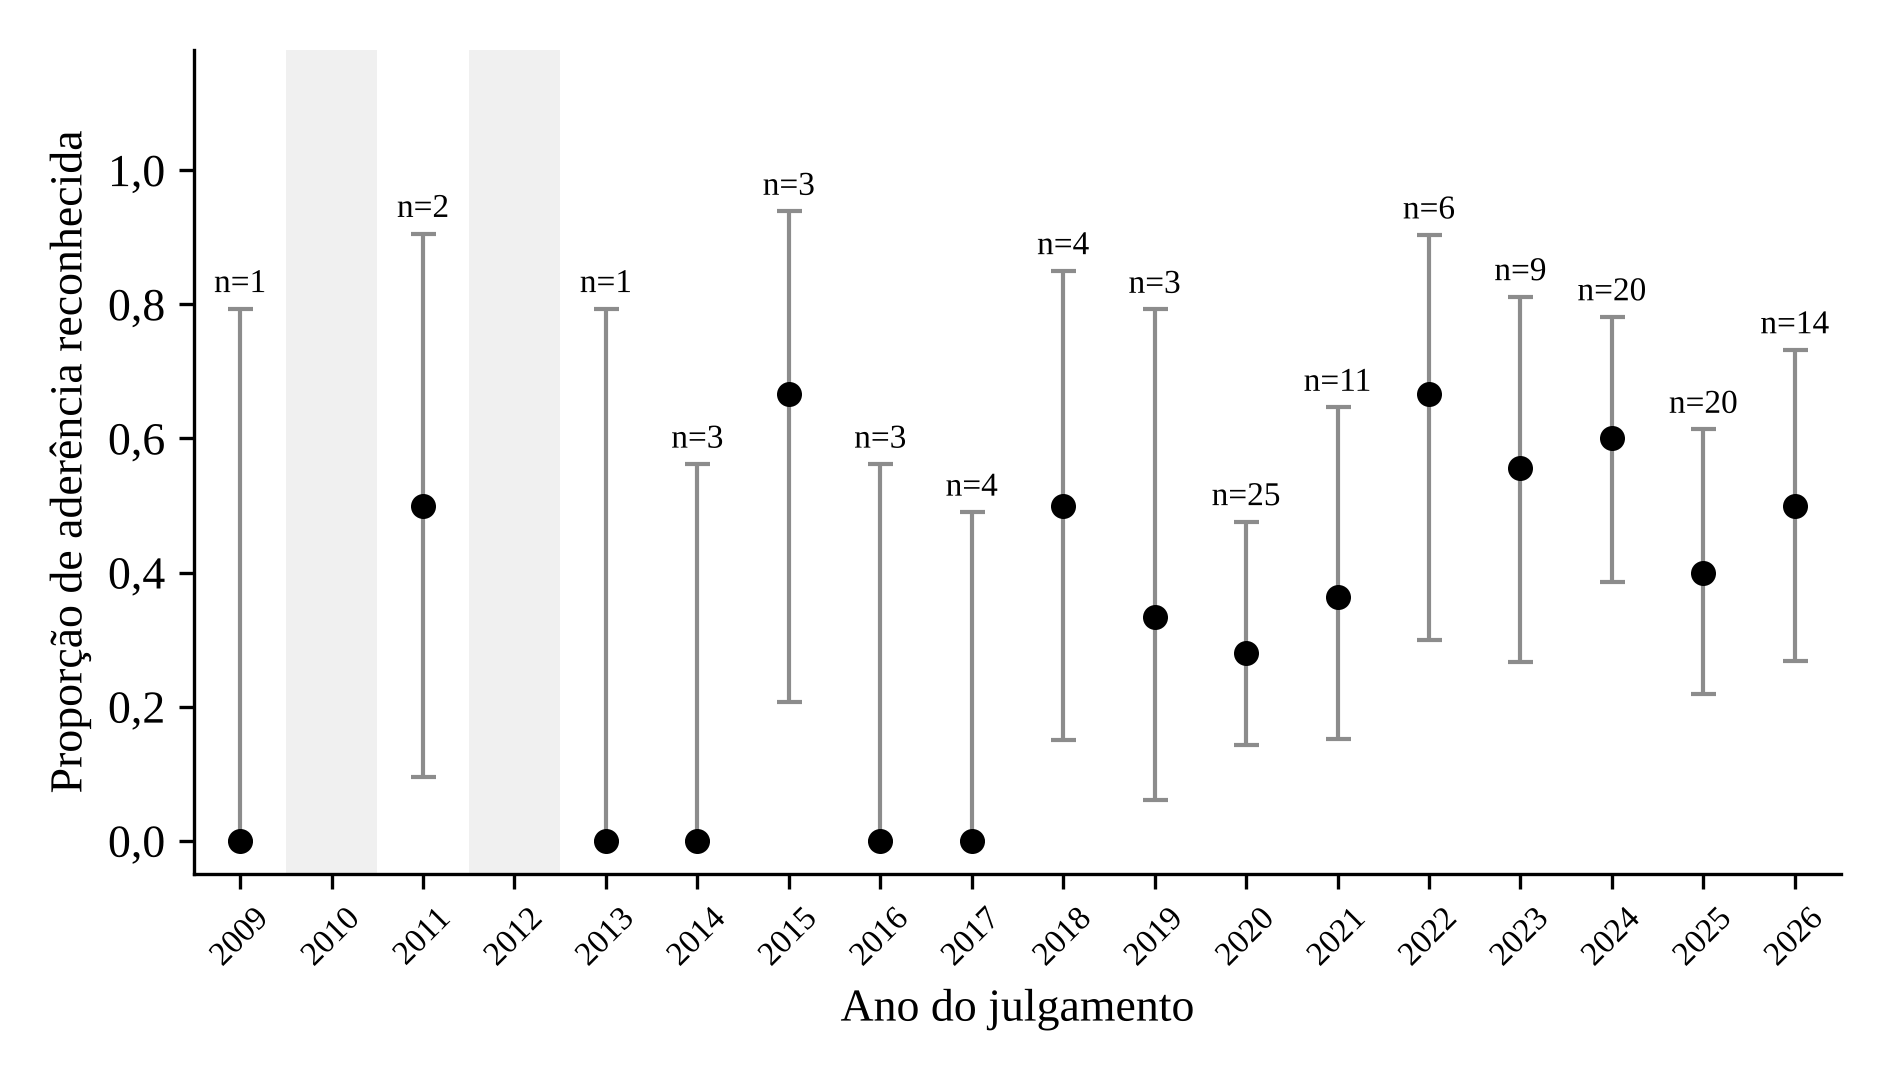 Proporção de aderência reconhecida
1,0
0,8
0,6
0,4
0,2
0,0
n=1
n=2
n=1
n=3
n=3
n=3
n=4
n=4
n=3
n=25
n=11
n=6
n=9
n=20
n=20
n=14
2009
2010
2011
2012
2013
2014
2015
2016
2017
2018
2019
2020
2021
2022
2023
2024
2025
2026
Ano do julgamento